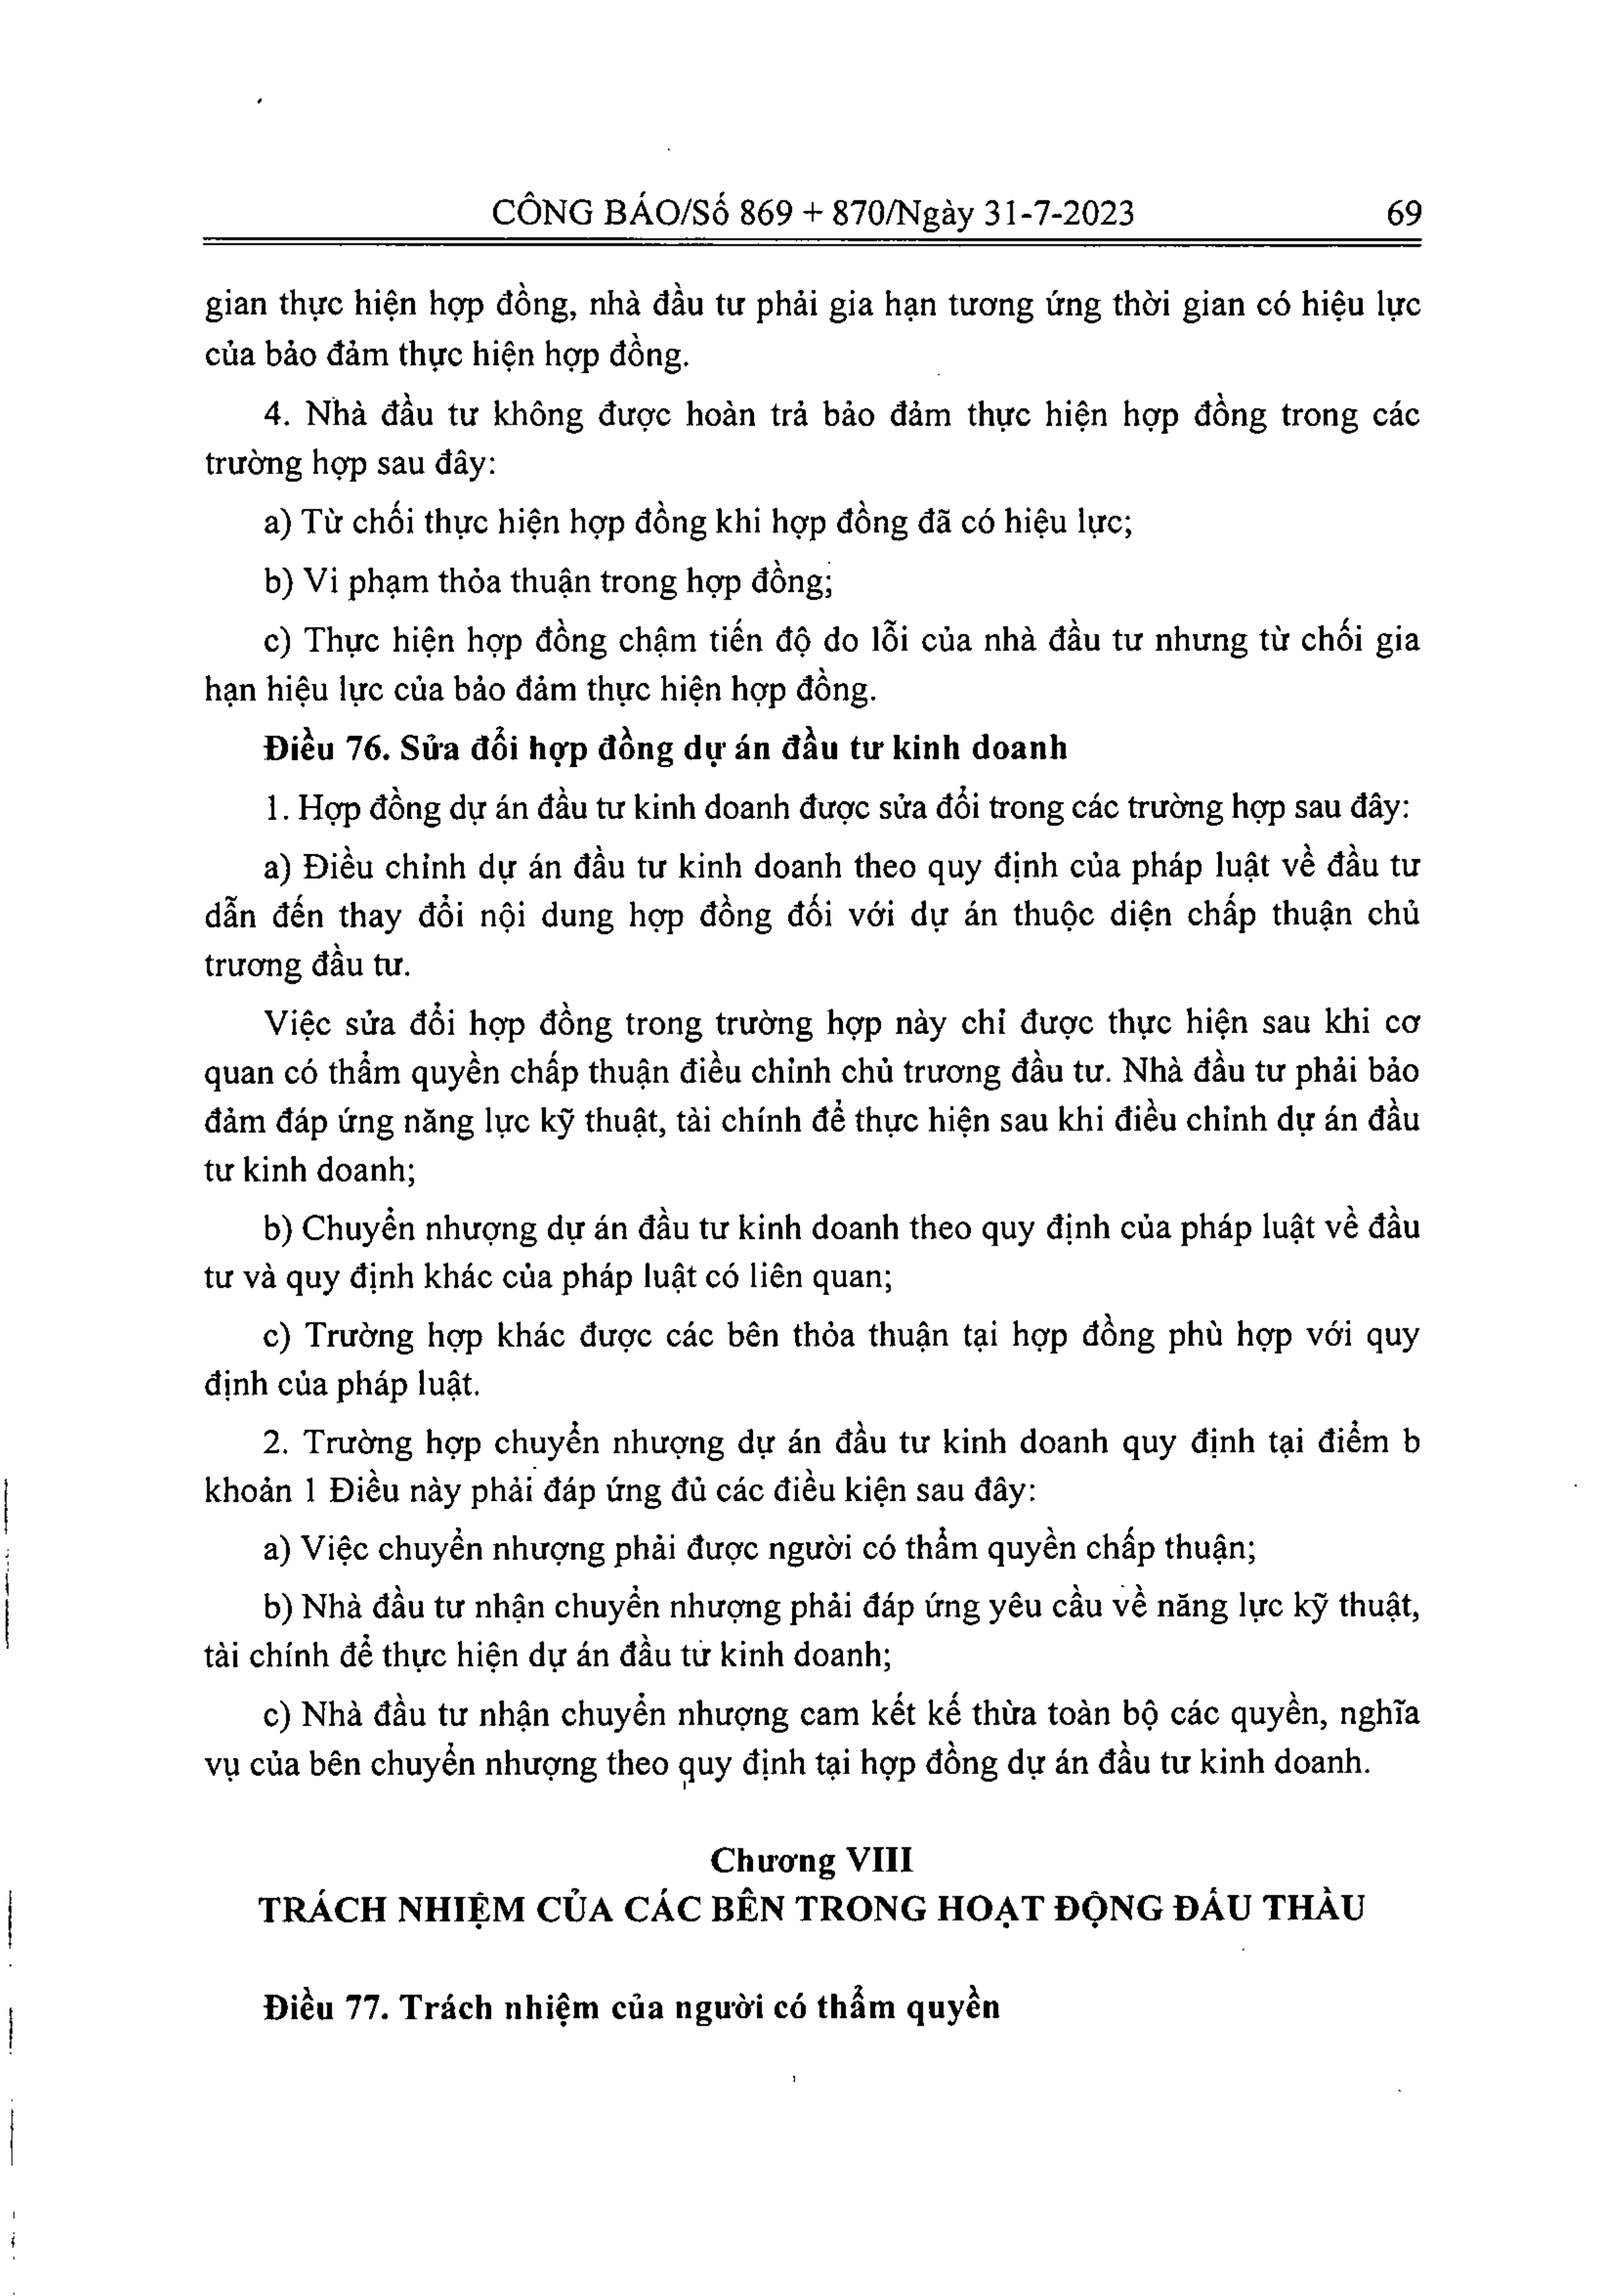 CÔNG BÁO/Số 869 + 870/Ngày 31-7-2023 69
gian thực hiện hợp đồng, nhà đầu tư phải gia hạn tương ứng thời gian có hiệu lực
của bảo đảm thực hiện hợp đồng.
4. Nhà đầu tư không được hoàn trả bảo đảm thực hiện hợp đồng trong các
trường hợp sau đây:
a) Từ chối thực hiện hợp đồng khi hợp đồng đã có hiệu lực;
b) Vi phạm thỏa thuận trong hợp đồng;
c) Thực hiện hợp đồng chậm tiến độ do lỗi của nhà đầu tư nhưng từ chối gia
hạn hiệu lực của bảo đảm thực hiện hợp đồng.
Điều 76. Sửa đổi hợp đồng dự án đầu tư kinh doanh
1. Hợp đồng dự án đầu tư kinh doanh được sửa đổi trong các trường hợp sau đây:
a) Điều chỉnh dự án đầu tư kinh doanh theo quy định của pháp luật về đầu tư
dẫn đến thay đổi nội dung hợp đồng đối với dự án thuộc diện chấp thuận chủ
trương đầu tư.
Việc sửa đổi hợp đồng trong trường hợp này chỉ được thực hiện sau khi cơ
quan có thẩm quyền chấp thuận điều chỉnh chủ trương đầu tư. Nhà đầu tư phải bảo
đảm đáp ứng năng lực kỹ thuật, tài chính để thực hiện sau khi điều chỉnh dự án đầu
tư kinh doanh;
b) Chuyển nhượng dự án đầu tư kinh doanh theo quy định của pháp luật về đầu
tư và quy định khác của pháp luật có liên quan;
c) Trường hợp khác được các bên thỏa thuận tại hợp đồng phù hợp với quy
định của pháp luật.
2. Trường hợp chuyển nhượng dự án đầu tư kinh doanh quy định tại điểm b
khoản 1 Điều này phải đáp ứng đủ các điều kiện sau đây:
a) Việc chuyển nhượng phải được người có thẩm quyền chấp thuận;
b) Nhà đầu tư nhận chuyển nhượng phải đáp ứng yêu cầu về năng lực kỹ thuật,
tài chính để thực hiện dự án đầu tư kinh doanh;
c) Nhà đầu tư nhận chuyển nhượng cam kết kế thừa toàn bộ các quyền, nghĩa
vụ của bên chuyển nhượng theo quy định tại hợp đồng dự án đầu tư kinh doanh.
Chương VIII
TRÁCH NHIỆM CỦA CÁC BÊN TRONG HOẠT ĐỘNG ĐẤU THẦU
Điều 77. Trách nhiệm của người có thẩm quyền